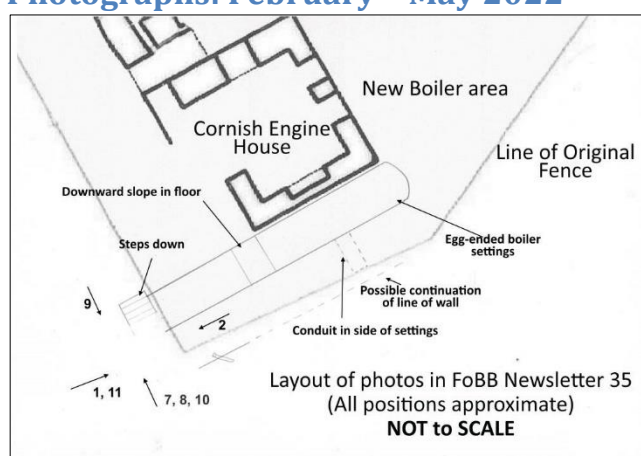 Photographs: February – May 2022
New Boiler area
Cornish Engine
House
Line of Original
Fence
Downward slope in floor
Steps down
Egg-ended boiler
settings
9
2
Possible continuation
of line of wall
Conduit in side of settings
1, 11
7, 8, 10
Layout of photos in FoBB Newsletter 35
(All positions approximate)
NOT to SCALE